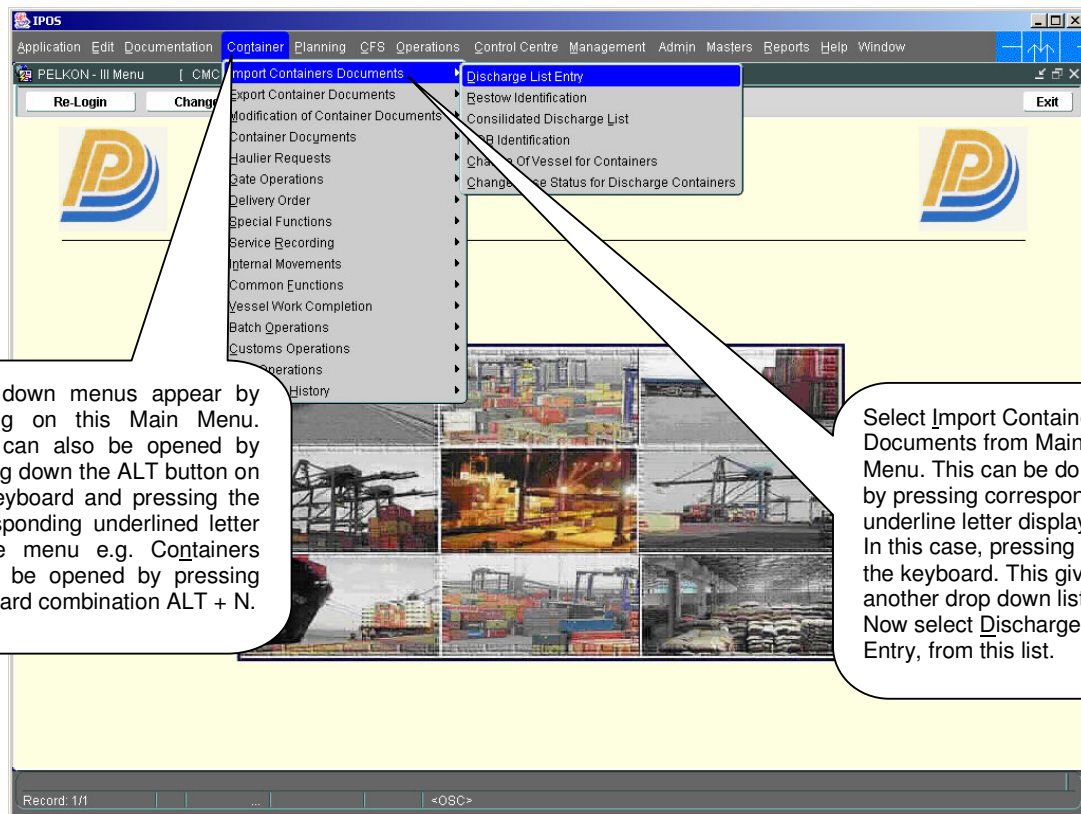 IPOS
Application Edit Documentation Container Planning CFS Operations Control Centre Management Admin Masters Reports Help Window
PELKON - III Menu [ CMC
Re-Login Change Exit
Import Containers Documents
Export Container Documents
Modification of Container Documents
Container Documents
Haulier Requests
Gate Operations
Delivery Order
Special Functions
Service Recording
Internal Movements
Common Functions
Vessel Work Completion
Batch Operations
Customs Operations
perations
History
Discharge List Entry
Restow Identification
Consilidated Discharge List
Identification
Of Vessel for Containers
Change Status for Discharge Containers
down menus appear by
g on this Main Menu.
can also be opened by
g down the ALT button on
eyboard and pressing the
sponding underlined letter
e menu e.g. Containers
be opened by pressing
ard combination ALT + N.
Select Import Containe
Documents from Main
Menu. This can be do
by pressing correspon
underline letter display
In this case, pressing
the keyboard. This giv
another drop down list
Now select Discharge
Entry, from this list.
Record: 1/1 ... <OSC>